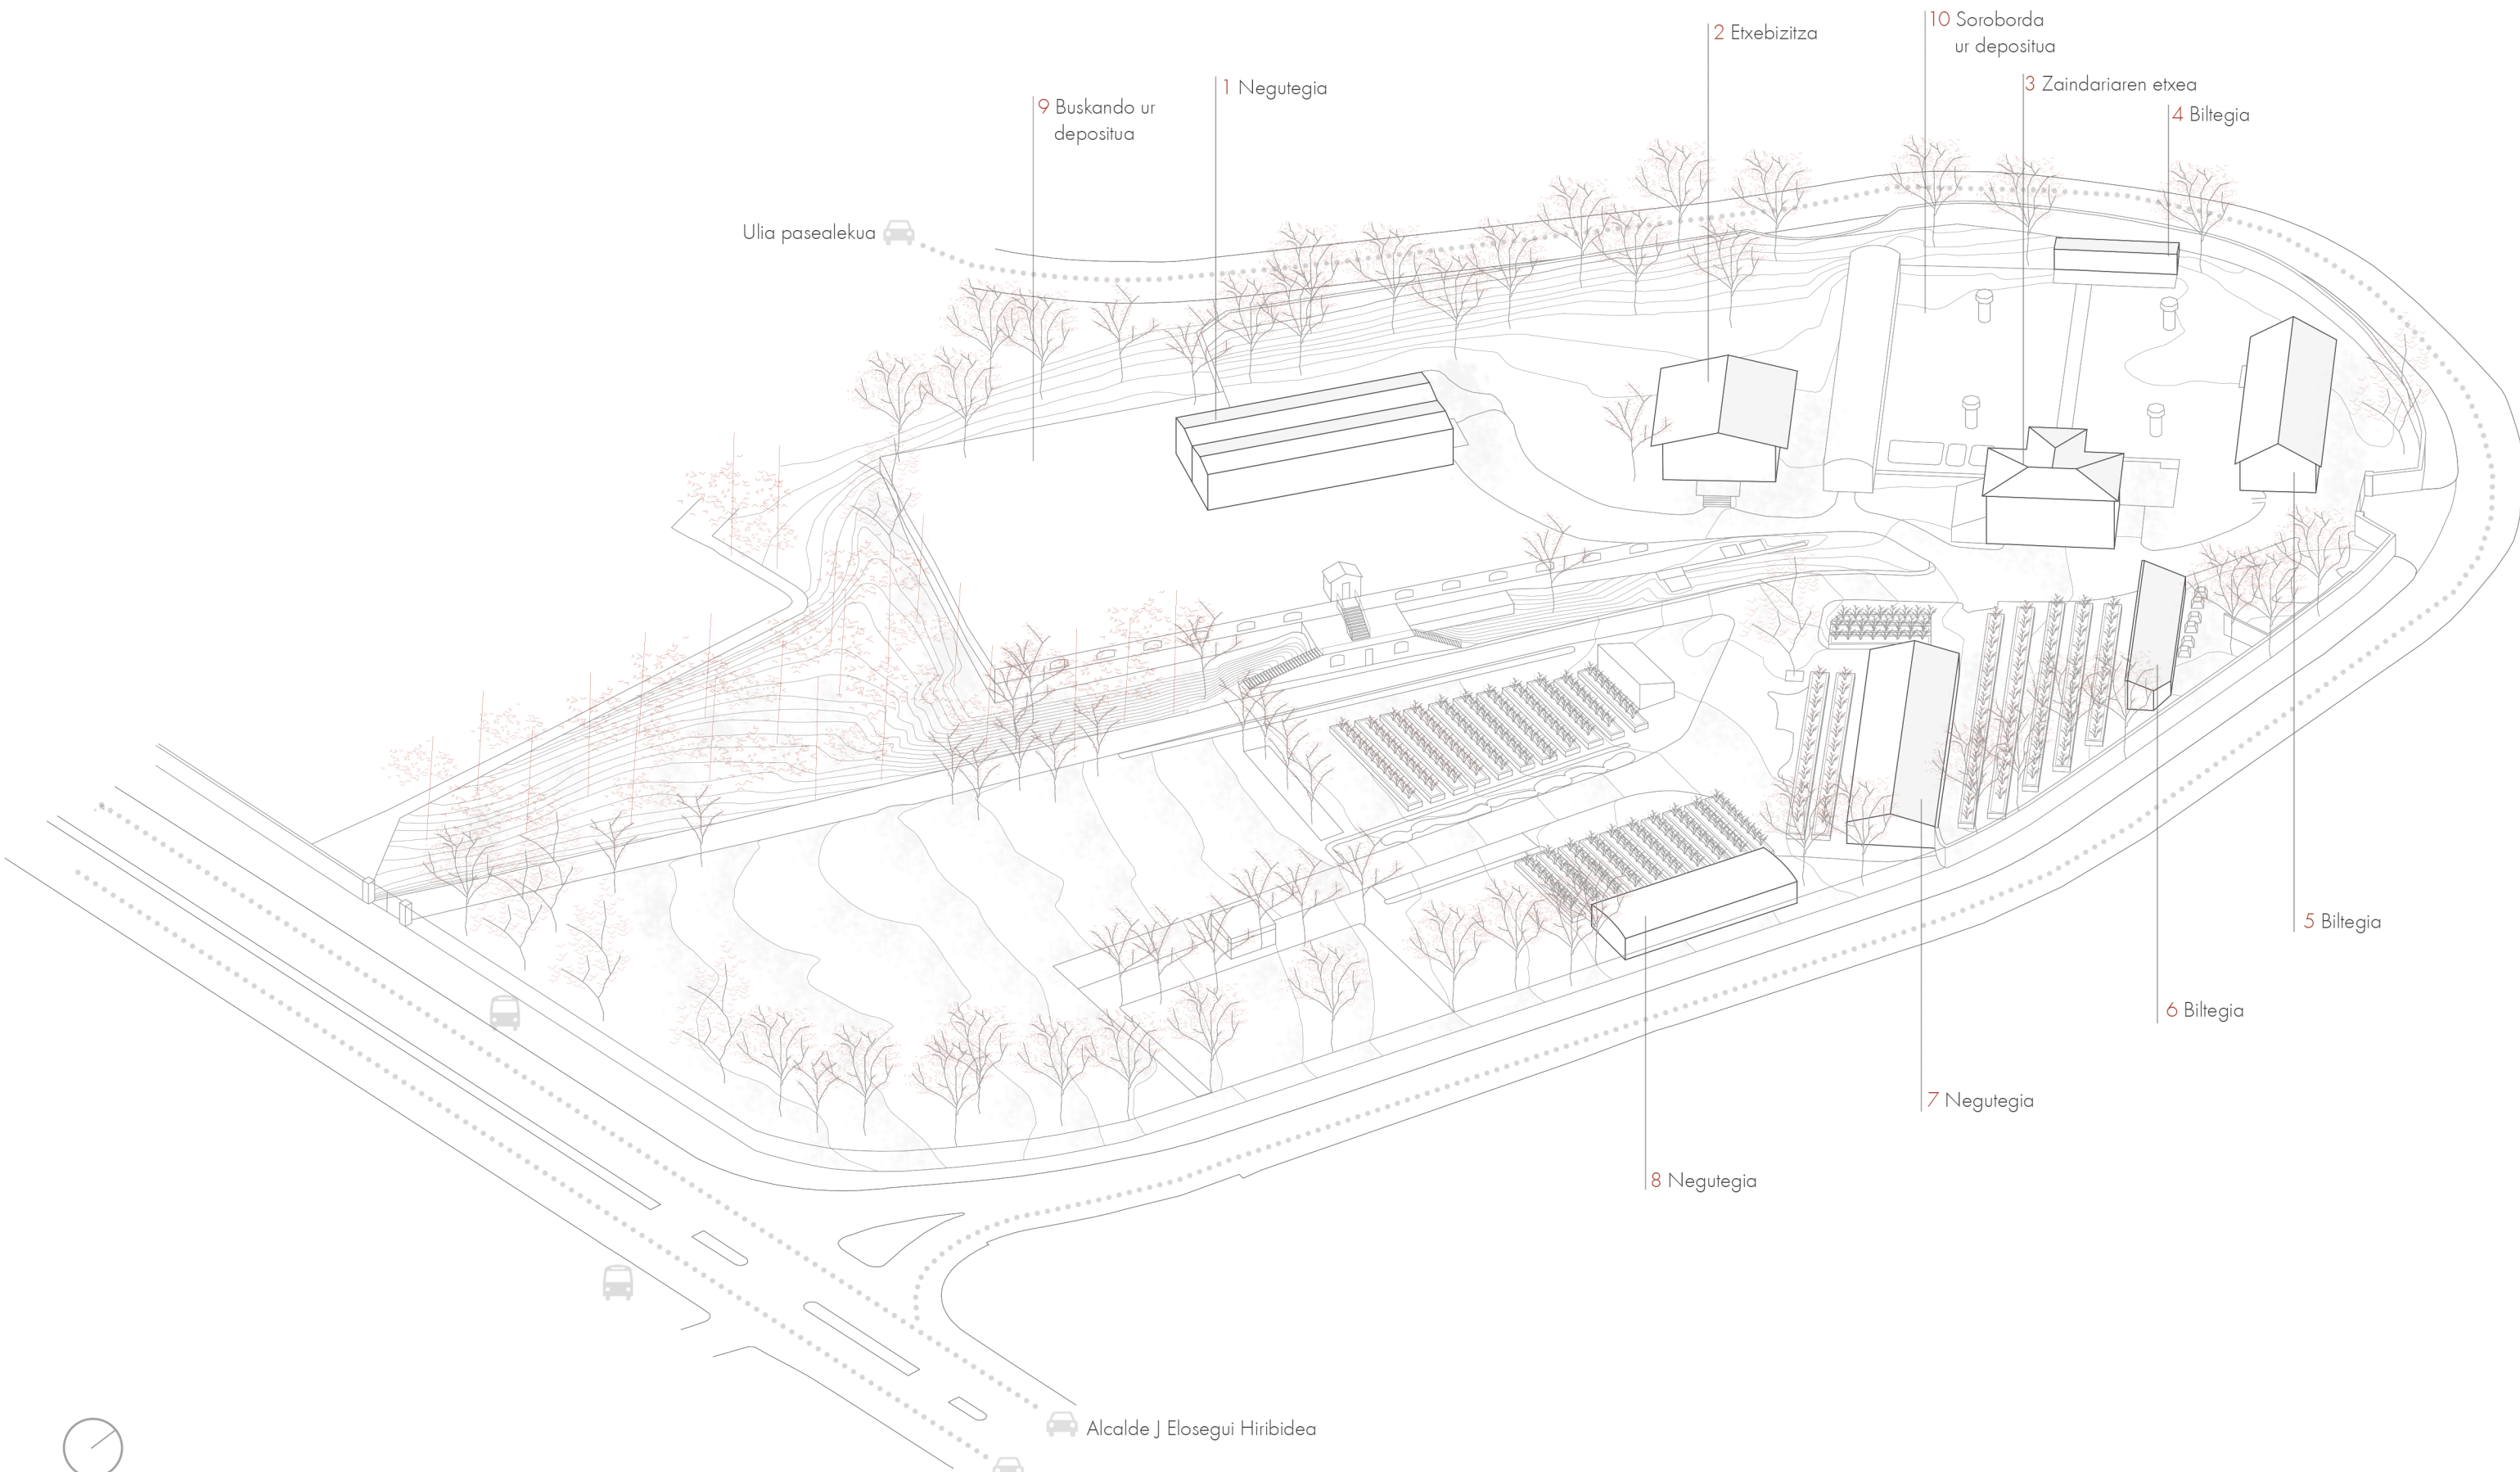 10 Soroborda
ur depositua
2 Etxebizitza
3 Zaindariaren etxea
1 Negutegia
9 Buskando ur
depositua
4 Biltegia
Ulia pasealekua
5 Biltegia
6 Biltegia
7 Negutegia
8 Negutegia
Alcalde J Elosegui Hiribidea